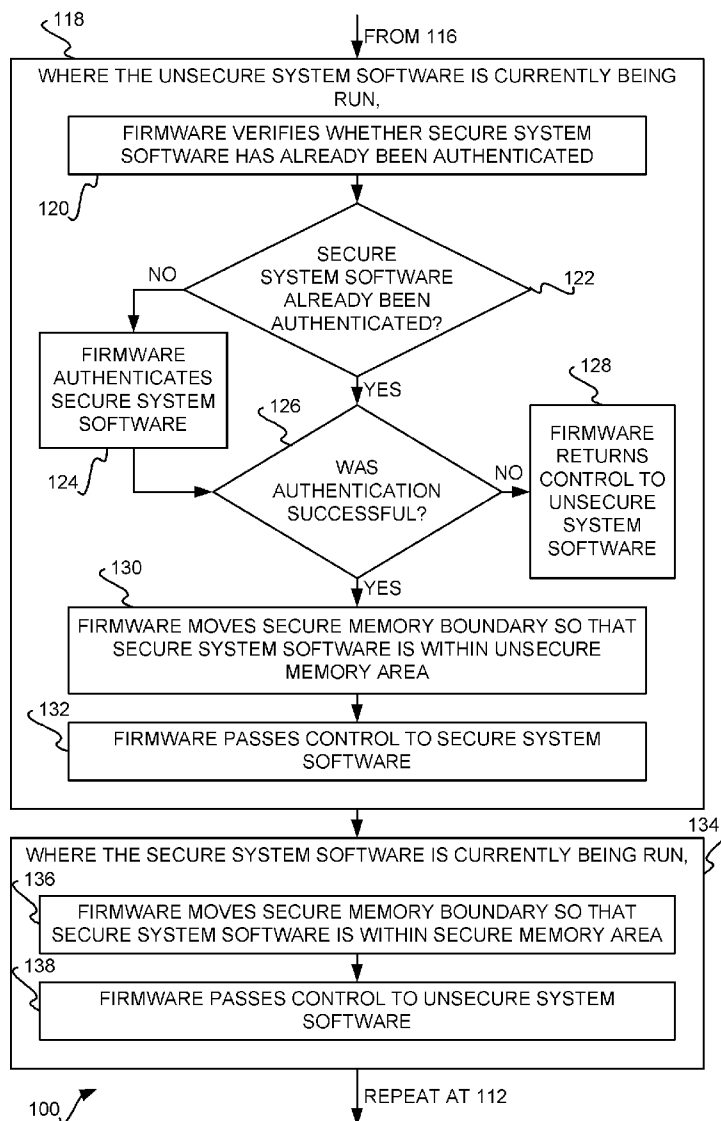 118
FROM 116
WHERE THE UNSECURE SYSTEM SOFTWARE IS CURRENTLY BEING
RUN,
FIRMWARE VERIFIES WHETHER SECURE SYSTEM
SOFTWARE HAS ALREADY BEEN AUTHENTICATED
120
SECURE
SYSTEM SOFTWARE
ALREADY BEEN
AUTHENTICATED?
122
NO
YES
FIRMWARE
AUTHENTICATES
SECURE SYSTEM
SOFTWARE
124
126
WAS
AUTHENTICATION
SUCCESSFUL?
NO
128
FIRMWARE
RETURNS
CONTROL TO
UNSECURE
SYSTEM
SOFTWARE
YES
130
FIRMWARE MOVES SECURE MEMORY BOUNDARY SO THAT
SECURE SYSTEM SOFTWARE IS WITHIN UNSECURE
MEMORY AREA
132
FIRMWARE PASSES CONTROL TO SECURE SYSTEM
SOFTWARE
134
WHERE THE SECURE SYSTEM SOFTWARE IS CURRENTLY BEING RUN,
136
FIRMWARE MOVES SECURE MEMORY BOUNDARY SO THAT
SECURE SYSTEM SOFTWARE IS WITHIN SECURE MEMORY AREA
138
FIRMWARE PASSES CONTROL TO UNSECURE SYSTEM
SOFTWARE
REPEAT AT 112
100